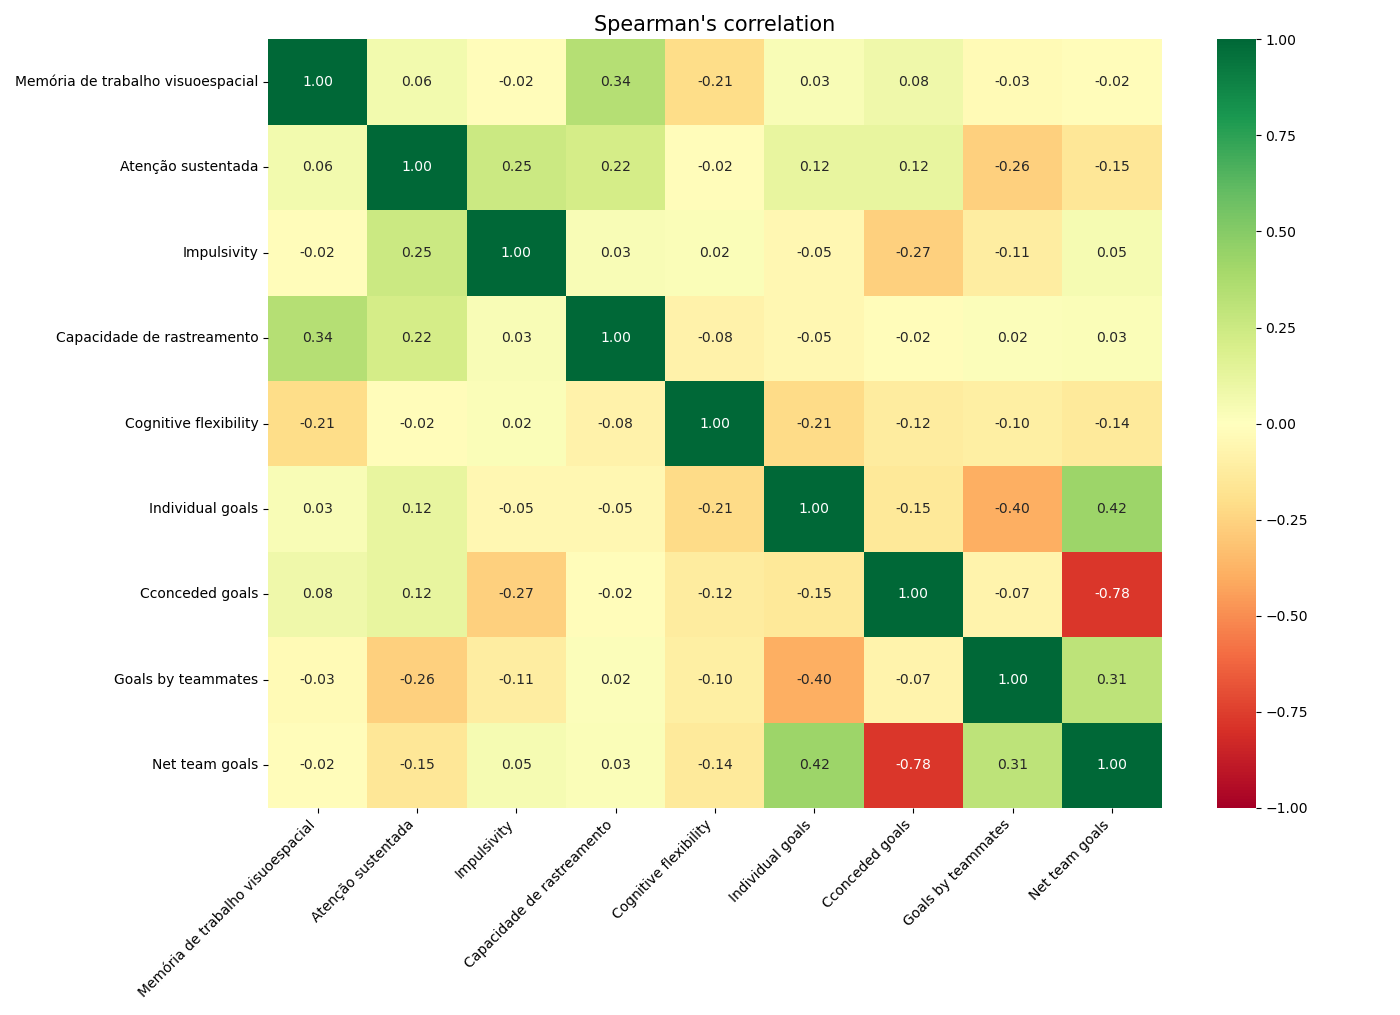 Spearman's correlation
Memória de trabalho visuoespacial 1.00 0.06 -0.02 0.34 -0.21 0.03 0.08 -0.03 -0.02
Atenção sustentada 0.06 1.00 0.25 0.22 -0.02 0.12 0.12 -0.26 -0.15
Impulsivity -0.02 0.25 1.00 0.03 0.02 -0.05 -0.27 -0.11 0.05
Capacidade de rastreamento 0.34 0.22 0.03 1.00 -0.08 -0.05 -0.02 0.02 0.03
Cognitive flexibility -0.21 -0.02 0.02 -0.08 1.00 -0.21 -0.12 -0.10 -0.14
Individual goals 0.03 0.12 -0.05 -0.05 -0.21 1.00 -0.15 -0.40 0.42
Cconceded goals 0.08 0.12 -0.27 -0.02 -0.12 -0.15 1.00 -0.07 -0.78
Goals by teammates -0.03 -0.26 -0.11 0.02 -0.10 -0.40 -0.07 1.00 0.31
Net team goals -0.02 -0.15 0.05 0.03 -0.14 0.42 -0.78 0.31 1.00
Memória de trabalho visuoespacial
Atenção sustentada
Impulsivity
Capacidade de rastreamento
Cognitive flexibility
Individual goals
Cconceded goals
Goals by teammates
Net team goals
1.00
0.75
0.50
0.25
0.00
−0.25
−0.50
−0.75
−1.00